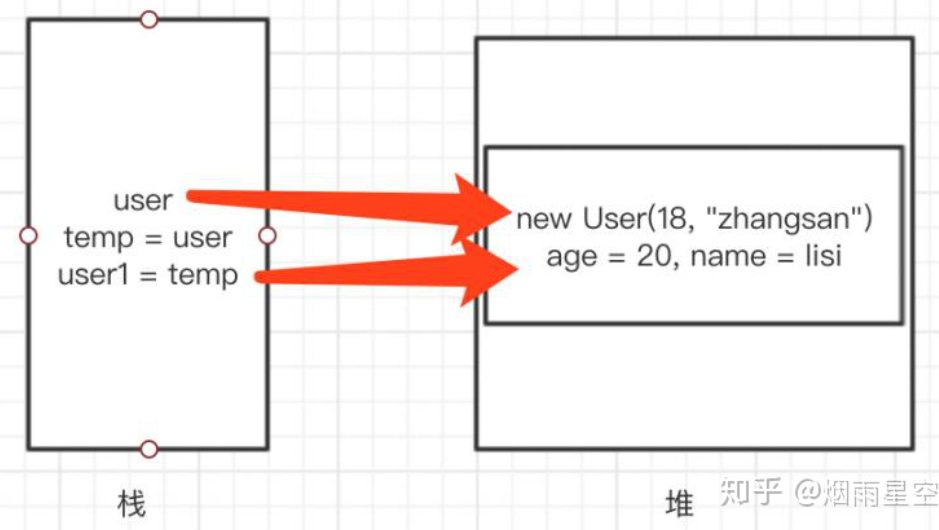 user
temp = user
user1 = temp
new User(18, "zhangsan")
age = 20, name = lisi
栈
堆
知乎 @烟雨星空